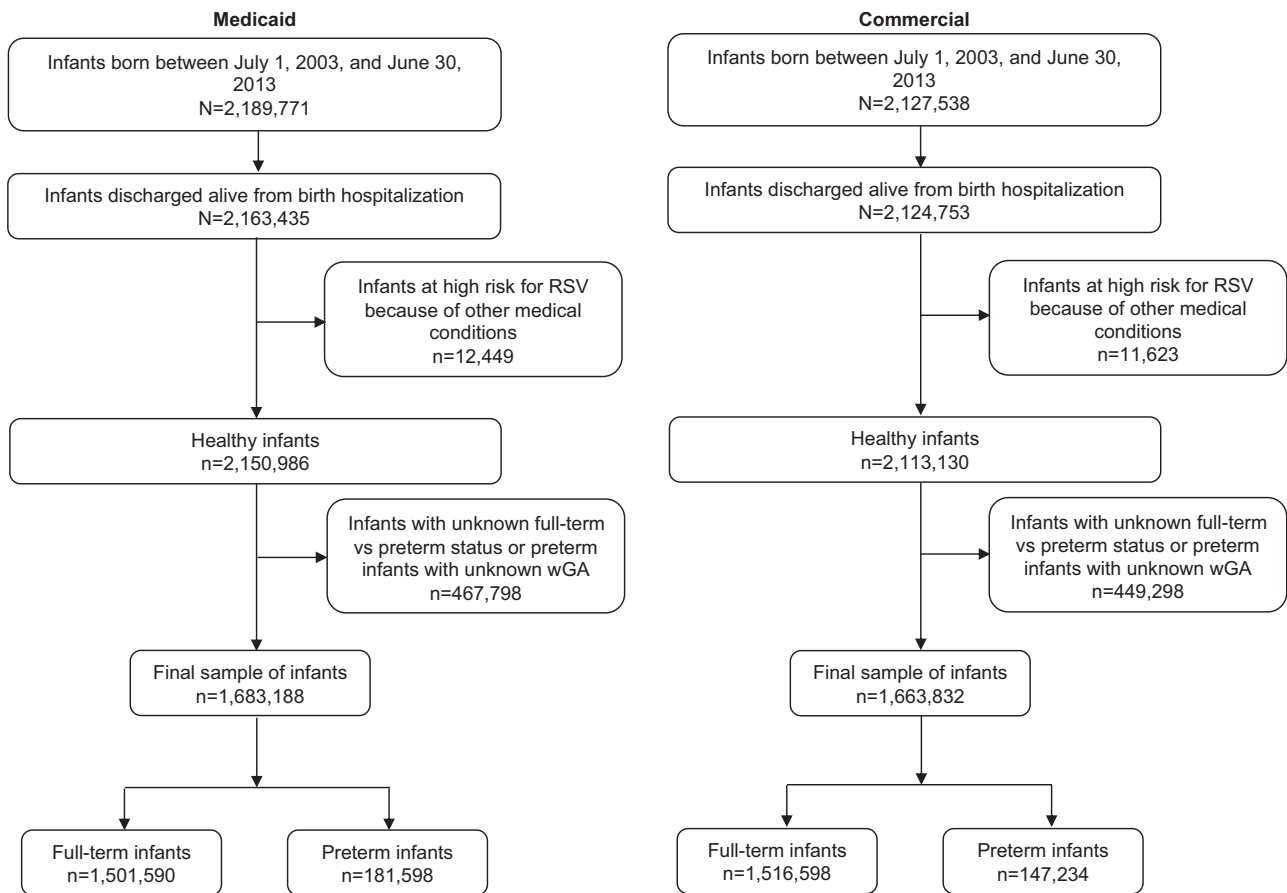 Medicaid
Infants born between July 1, 2003, and June 30,
2013
N=2,189,771
Infants discharged alive from birth hospitalization
N=2,163,435
Infants at high risk for RSV
because of other medical
conditions
n=12,449
Healthy infants
n=2,150,986
Infants with unknown full-term
vs preterm status or preterm
infants with unknown wGA
n=467,798
Final sample of infants
n=1,683,188
Full-term infants
n=1,501,590
Preterm infants
n=181,598
Commercial
Infants born between July 1, 2003, and June 30,
2013
N=2,127,538
Infants discharged alive from birth hospitalization
N=2,124,753
Infants at high risk for RSV
because of other medical
conditions
n=11,623
Healthy infants
n=2,113,130
Infants with unknown full-term
vs preterm status or preterm
infants with unknown wGA
n=449,298
Final sample of infants
n=1,663,832
Full-term infants
n=1,516,598
Preterm infants
n=147,234